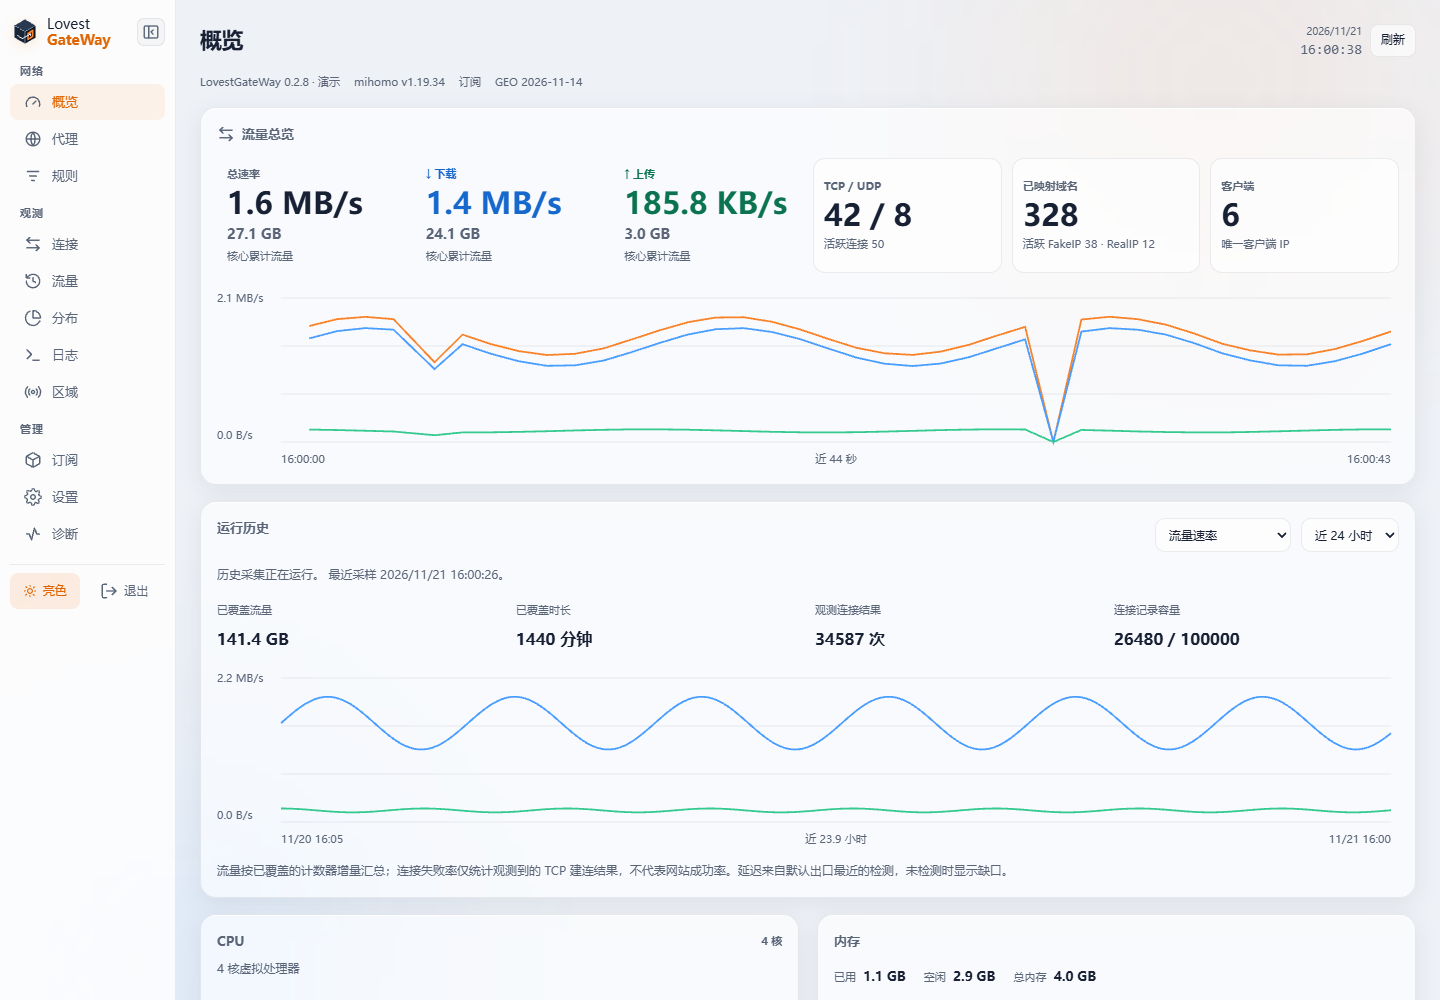 Lovest
GateWay
网络
概览
代理
规则
观测
连接
流量
分布
日志
区域
管理
订阅
设置
诊断
亮色
退出
概览
2026/11/21
16:00:38
刷新
LovestGateWay 0.2.8 · 演示 mihomo v1.19.34 订阅 GEO 2026-11-14
流量总览
总速率
1.6 MB/s
27.1 GB
核心累计流量
↓ 下载
1.4 MB/s
24.1 GB
核心累计流量
↑ 上传
185.8 KB/s
3.0 GB
核心累计流量
TCP / UDP
42 / 8
活跃连接 50
已映射域名
328
活跃 FakeIP 38 · RealIP 12
客户端
6
唯一客户端 IP
2.1 MB/s
0.0 B/s
16:00:00 近 44 秒 16:00:43
运行历史
流量速率 近 24 小时
历史采集正在运行。 最近采样 2026/11/21 16:00:26。
已覆盖流量
141.4 GB
已覆盖时长
1440 分钟
观测连接结果
34587 次
连接记录容量
26480 / 100000
2.2 MB/s
0.0 B/s
11/20 16:05 近 23.9 小时 11/21 16:00
流量按已覆盖的计数器增量汇总；连接失败率仅统计观测到的 TCP 建连结果，不代表网站成功率。延迟来自默认出口最近的检测，未检测时显示缺口。
CPU 4 核
4 核虚拟处理器
内存
已用 1.1 GB 空闲 2.9 GB 总内存 4.0 GB